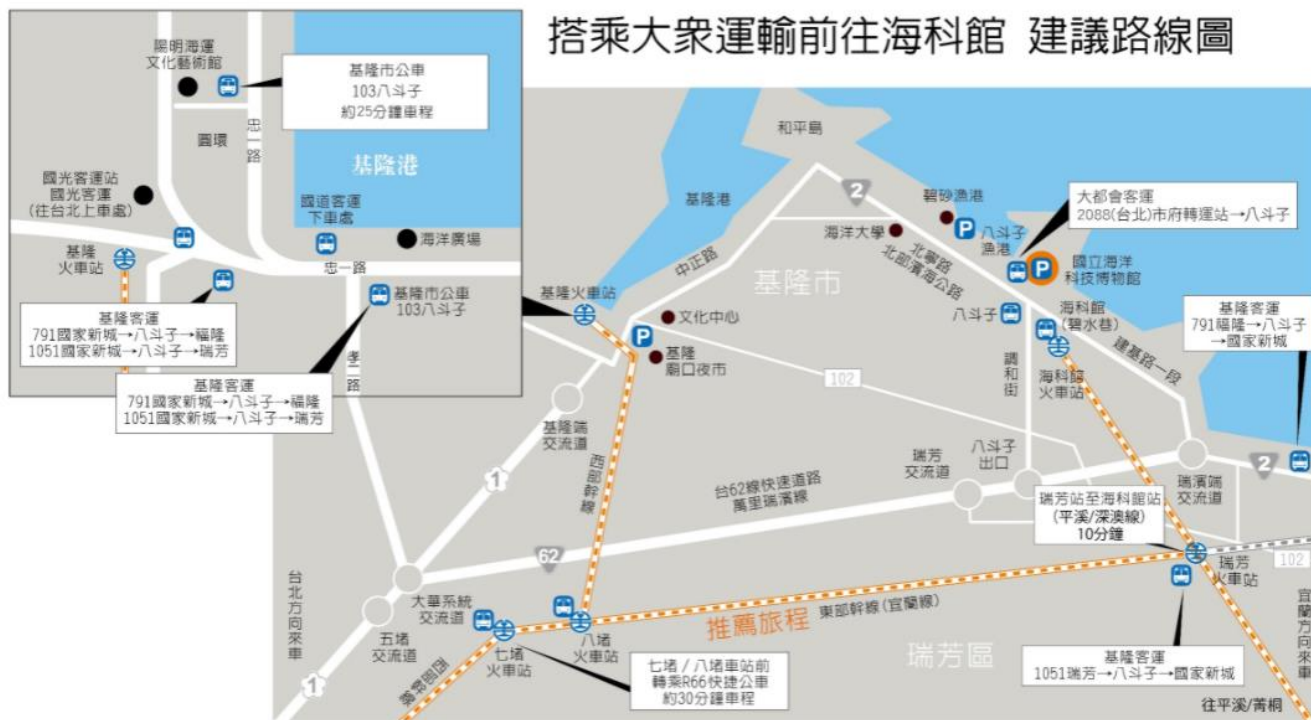 搭乘大眾運輸前往海科館 建議路線圖
陽明海運
文化藝術館
基隆市公車
103八斗子
約25分鐘車程
圓環
忠一路
基隆港
國光客運站
國光客運
(往台北上車處)
國道客運
下車處
海洋廣場
基隆
火車站
忠一路
基隆市公車
103八斗子
基隆客運
791國家新城→八斗子→福隆
1051國家新城→八斗子→瑞芳
孝二路
基隆客運
791國家新城→八斗子→福隆
1051國家新城→八斗子→瑞芳
和平島
基隆港
2
碧砂漁港
大都會客運
2088(台北)市府轉運站→八斗子
海洋大學
八斗子
漁港
國立海洋
科技博物館
中正路
北寧路
北部濱海公路
基隆市
基隆火車站
文化中心
八斗子
海科館
(碧水巷)
基隆客運
791福隆→八斗子
→國家新城
基隆
廟口夜市
調和街
建基路一段
102
海科館
火車站
基隆端
交流道
西部幹線
1
瑞芳
交流道
八斗子
出口
台62線快速道路
萬里瑞濱線
2
瑞濱端
交流道
瑞芳站至海科館站
(平溪/深澳線)
10分鐘
62
瑞芳
火車站
102
台北方向來車
大華系統
交流道
五堵
交流道
七堵
火車站
八堵
火車站
推薦旅程
東部幹線(宜蘭線)
瑞芳區
宜蘭方向來車
1
西部幹線
七堵 / 八堵車站前
轉乘R66快捷公車
約30分鐘車程
基隆客運
1051瑞芳→八斗子→國家新城
往平溪/菁桐